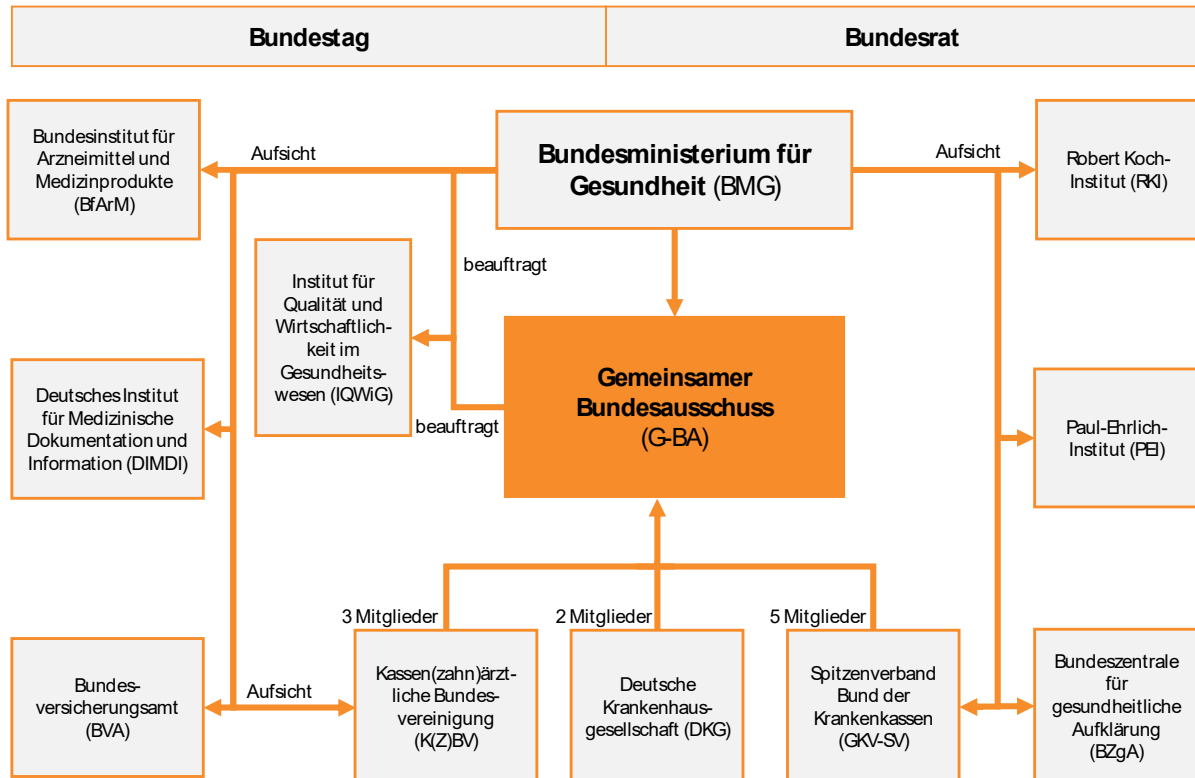 Bundestag
Bundesrat
Bundesinstitut für
Arzneimittel und
Medizinprodukte
(BfArM)
Aufsicht
Bundesministerium für
Gesundheit (BMG)
Aufsicht
Robert Koch-
Institut (RKI)
beauftragt
Institut für
Qualität und
Wirtschaftlich-
keit im
Gesundheits-
wesen (IQWiG)
Gemeinsamer
Bundesausschuss
(G-BA)
beauftragt
Deutsches Institut
für Medizinische
Dokumentation und
Information (DIMDI)
Paul-Ehrlich-
Institut (PEI)
3 Mitglieder
2 Mitglieder
5 Mitglieder
Bundes-
versicherungsamt
(BVA)
Aufsicht
Kassen(zahn)ärzt-
liche Bundes-
vereinigung
(K(Z)BV)
Deutsche
Krankenhaus-
gesellschaft (DKG)
Spitzenverband
Bund der
Krankenkassen
(GKV-SV)
Bundeszentrale
für
gesundheitliche
Aufklärung
(BZgA)